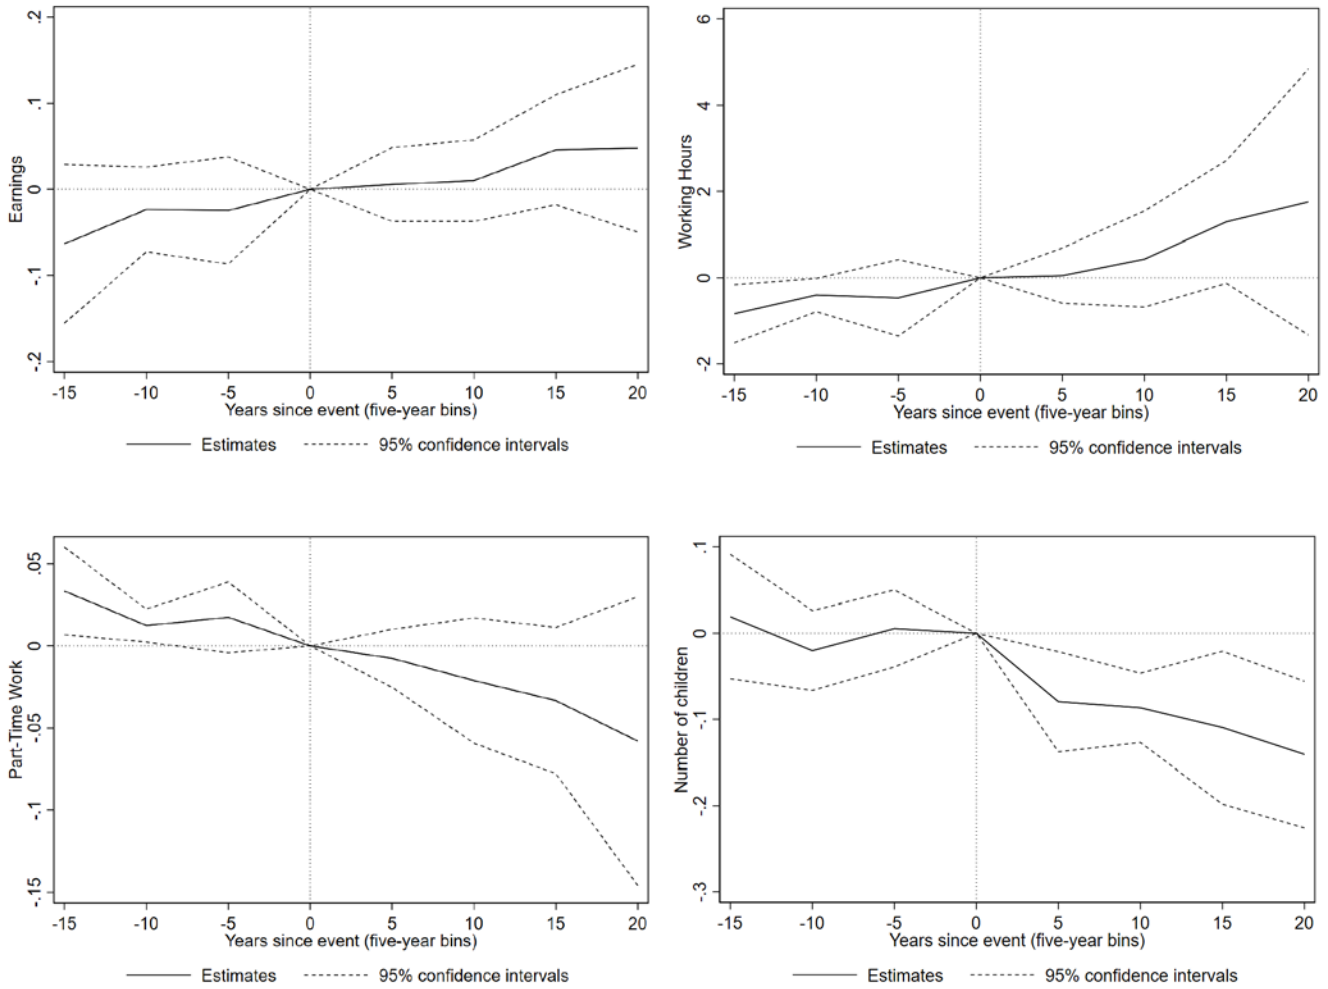 Earnings
.2
.1
0
-.1
-.2
-15 -10 -5 0 5 10 15 20
Years since event (five-year bins)
Estimates 95% confidence intervals
Working Hours
6
4
2
0
-2
-15 -10 -5 0 5 10 15 20
Years since event (five-year bins)
Estimates 95% confidence intervals
Part-Time Work
.05
0
-.05
-.1
-.15
-15 -10 -5 0 5 10 15 20
Years since event (five-year bins)
Estimates 95% confidence intervals
Number of children
.1
0
-.1
-.2
-.3
-15 -10 -5 0 5 10 15 20
Years since event (five-year bins)
Estimates 95% confidence intervals